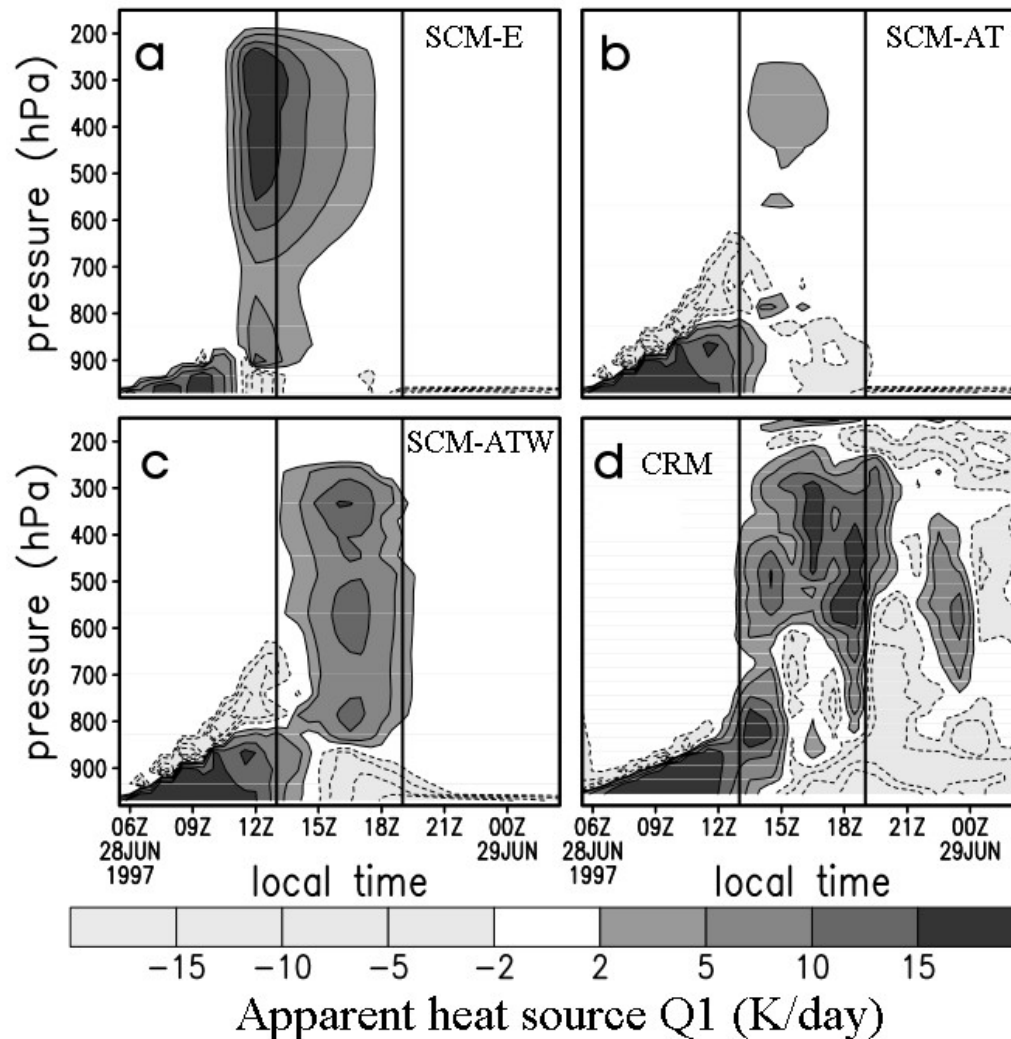 a SCM-E
b SCM-AT
200
300
400
500
600
700
800
900
pressure (hPa)
c SCM-ATW
d CRM
200
300
400
500
600
700
800
900
pressure (hPa)
06Z 09Z 12Z 15Z 18Z 21Z 00Z
28JUN 29JUN
1997
local time
06Z 09Z 12Z 15Z 18Z 21Z 00Z
28JUN 29JUN
1997
local time
−15 −10 −5 −2 2 5 10 15
Apparent heat source Q1 (K/day)